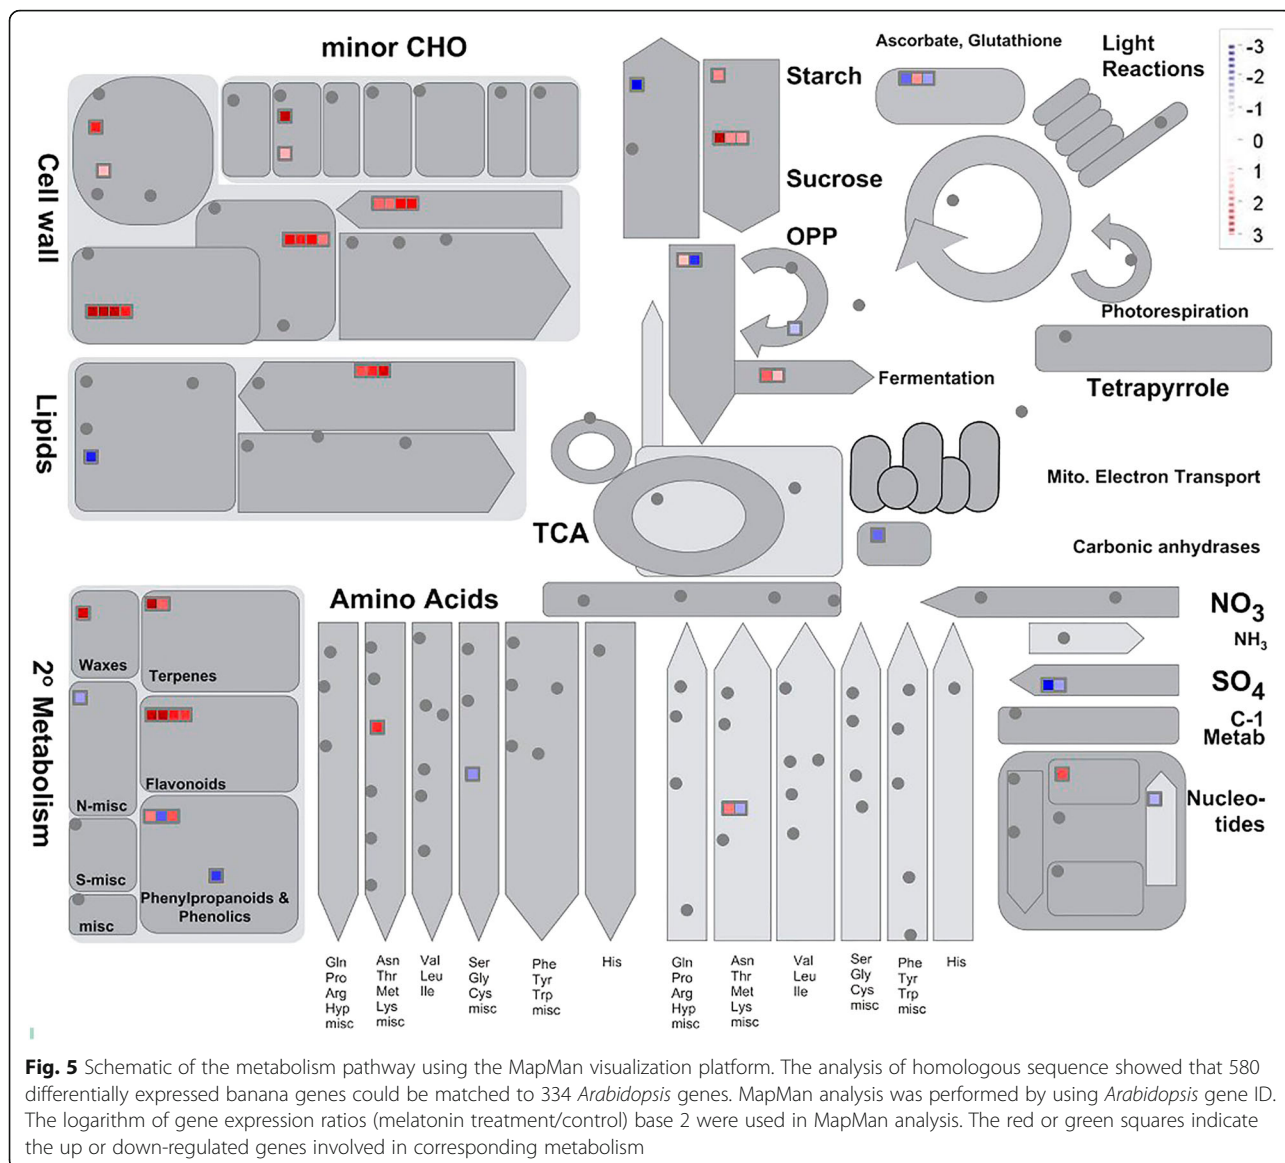 minor CHO
Ascorbate, Glutathione
Light
Reactions
-3
-2
-1
0
1
2
3
Starch
Sucrose
OPP
Cell wall
Photorespiration
Tetrapyrrole
Fermentation
Lipids
Mito. Electron Transport
TCA
Carbonic anhydrases
Amino Acids
NO3
NH3
SO4
C-1
Metab
Nucleo-
tides
2º Metabolism
Waxes
Terpenes
Flavonoids
N-misc
S-misc
Phenylpropanoids &
Phenolics
misc
Gln
Pro
Arg
Hyp
misc
Asn
Thr
Met
Lys
misc
Val
Leu
Ile
Ser
Gly
Cys
misc
Phe
Tyr
Trp
misc
His
Gln
Pro
Arg
Hyp
misc
Asn
Thr
Met
Lys
misc
Val
Leu
Ile
Ser
Gly
Cys
misc
Phe
Tyr
Trp
misc
His
Fig. 5 Schematic of the metabolism pathway using the MapMan visualization platform. The analysis of homologous sequence showed that 580
differentially expressed banana genes could be matched to 334 Arabidopsis genes. MapMan analysis was performed by using Arabidopsis gene ID.
The logarithm of gene expression ratios (melatonin treatment/control) base 2 were used in MapMan analysis. The red or green squares indicate
the up or down-regulated genes involved in corresponding metabolism